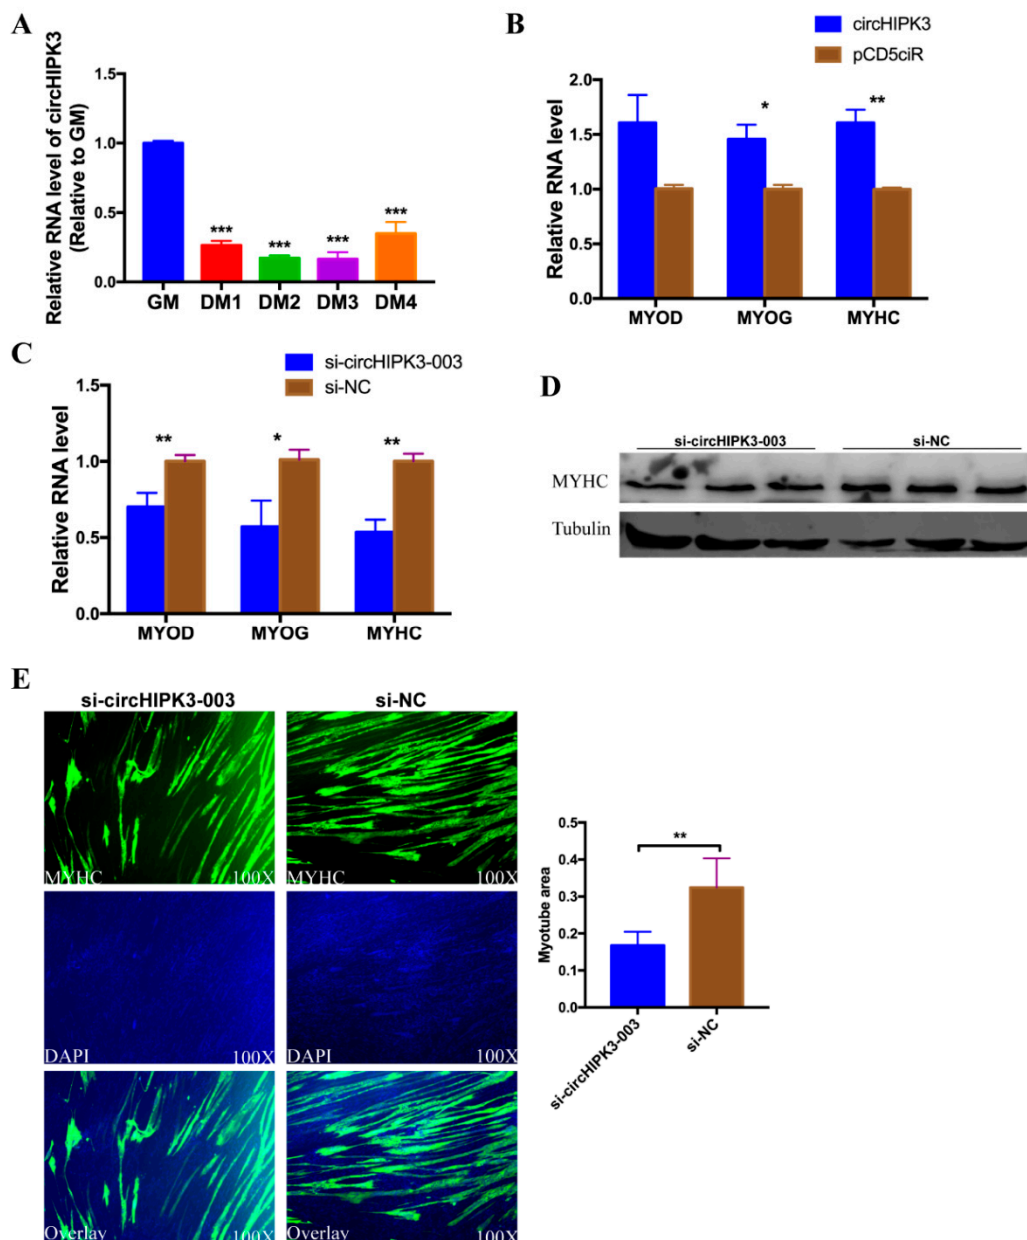 A
Relative RNA level of circHIPK3
(Relative to GM)
1.5
1.0
0.5
0.0
***
***
***
***
GM DM1 DM2 DM3 DM4
B
circHIPK3
pCD5ciR
Relative RNA level
2.0
1.5
1.0
0.5
0.0
*
**
MYOD MYOG MYHC
C
si-circHIPK3-003
si-NC
Relative RNA level
1.5
1.0
0.5
0.0
**
*
**
MYOD MYOG MYHC
D
si-circHIPK3-003 si-NC
MYHC
Tubulin
E
si-circHIPK3-003 si-NC
MYHC 100X MYHC 100X
DAPI 100X DAPI 100X
Overlay 100X Overlay 100X
Myotube area
0.5
0.4
0.3
0.2
0.1
0.0
**
si-circHIPK3-003
si-NC